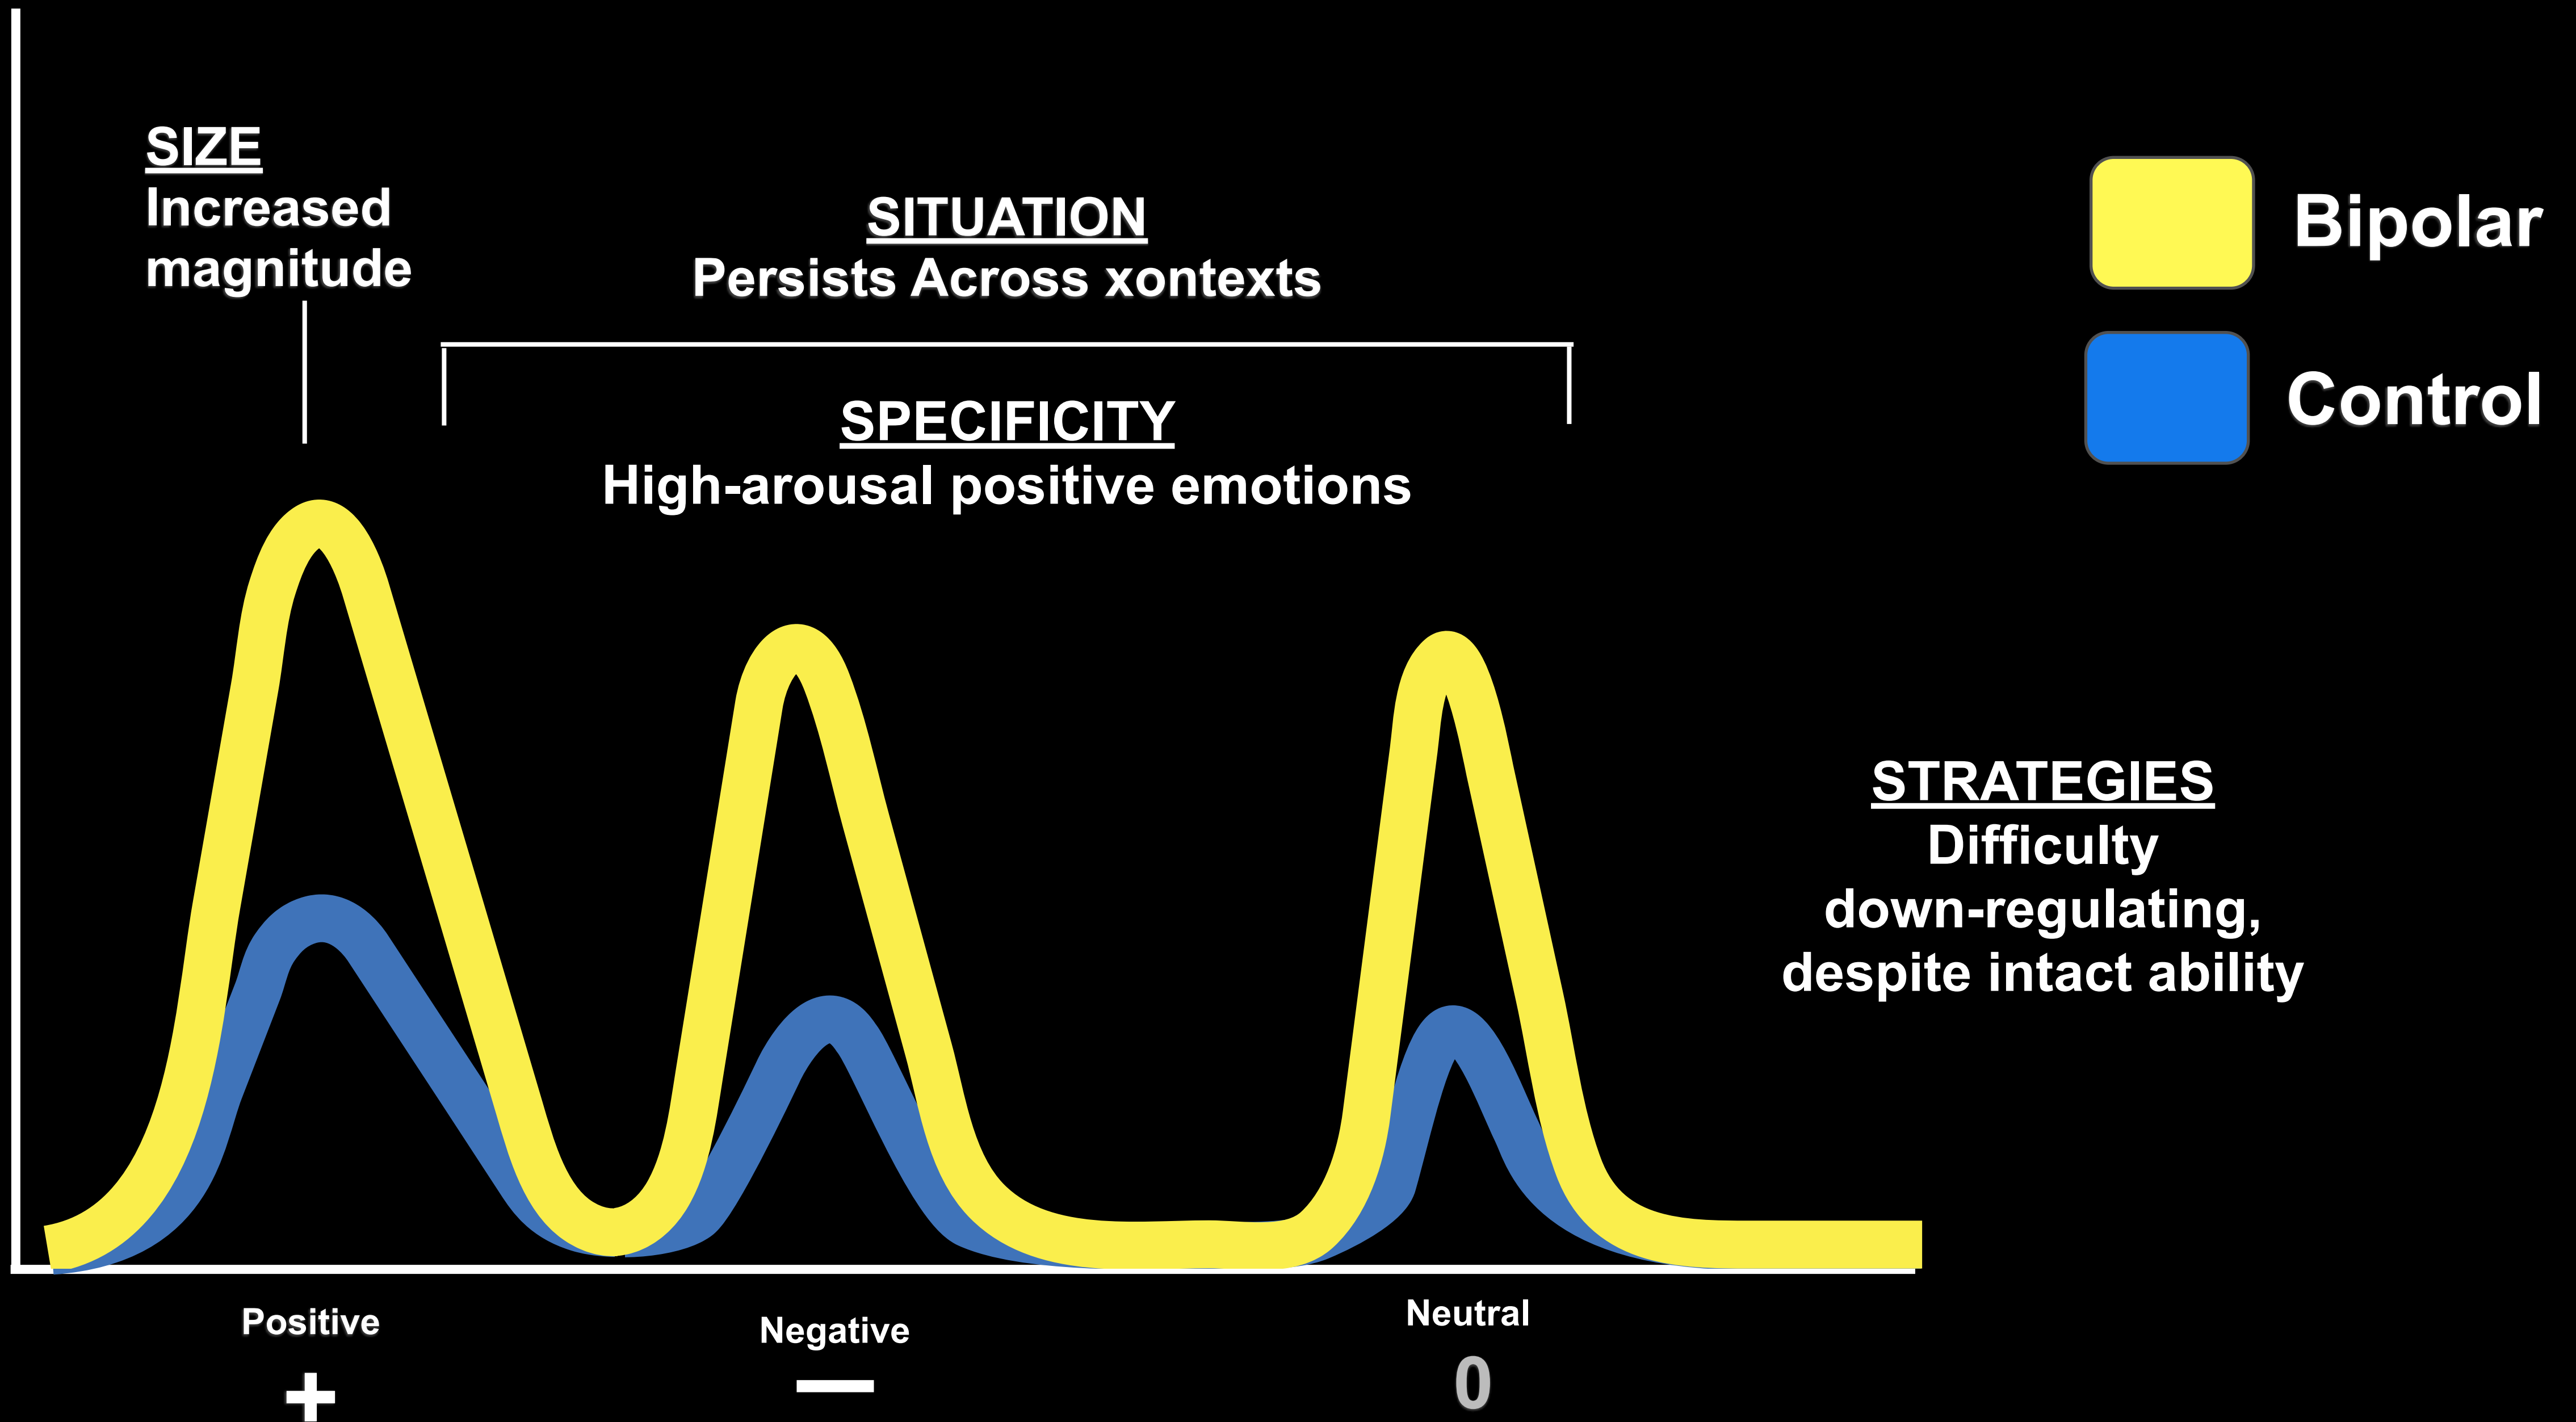 SIZE
Increased
magnitude
SITUATION
Persists Across xontexts
SPECIFICITY
High-arousal positive emotions
Bipolar
Control
STRATEGIES
Difficulty
down-regulating,
despite intact ability
Positive
+
Negative
—
Neutral
0